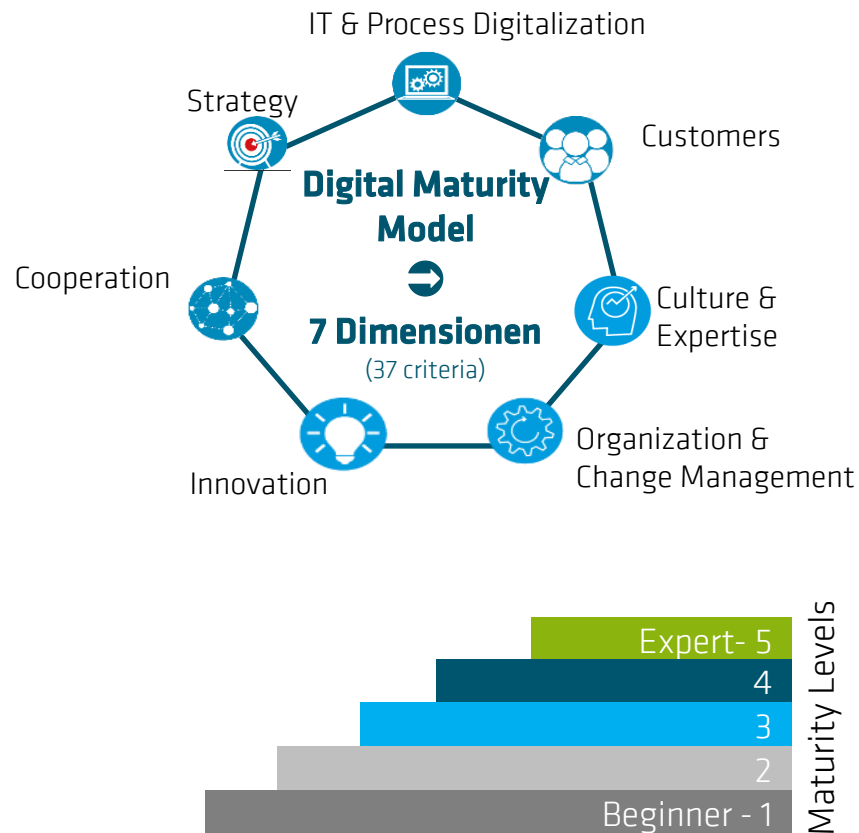 IT & Process Digitalization
Strategy
Customers
Digital Maturity
Model
7 Dimensionen
(37 criteria)
Cooperation
Culture &
Expertise
Organization &
Change Management
Innovation
Expert- 5
4
3
2
Beginner - 1
Maturity Levels